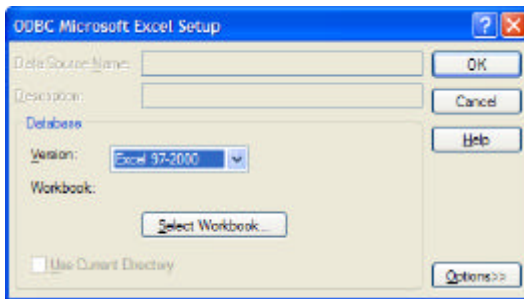 ODBC Microsoft Excel Setup
Data Source Name:
OK
Description:
Cancel
Database
Help
Version:
Excel 97-2000
Workbook:
Select Workbook...
Use Current Directory
Options>>